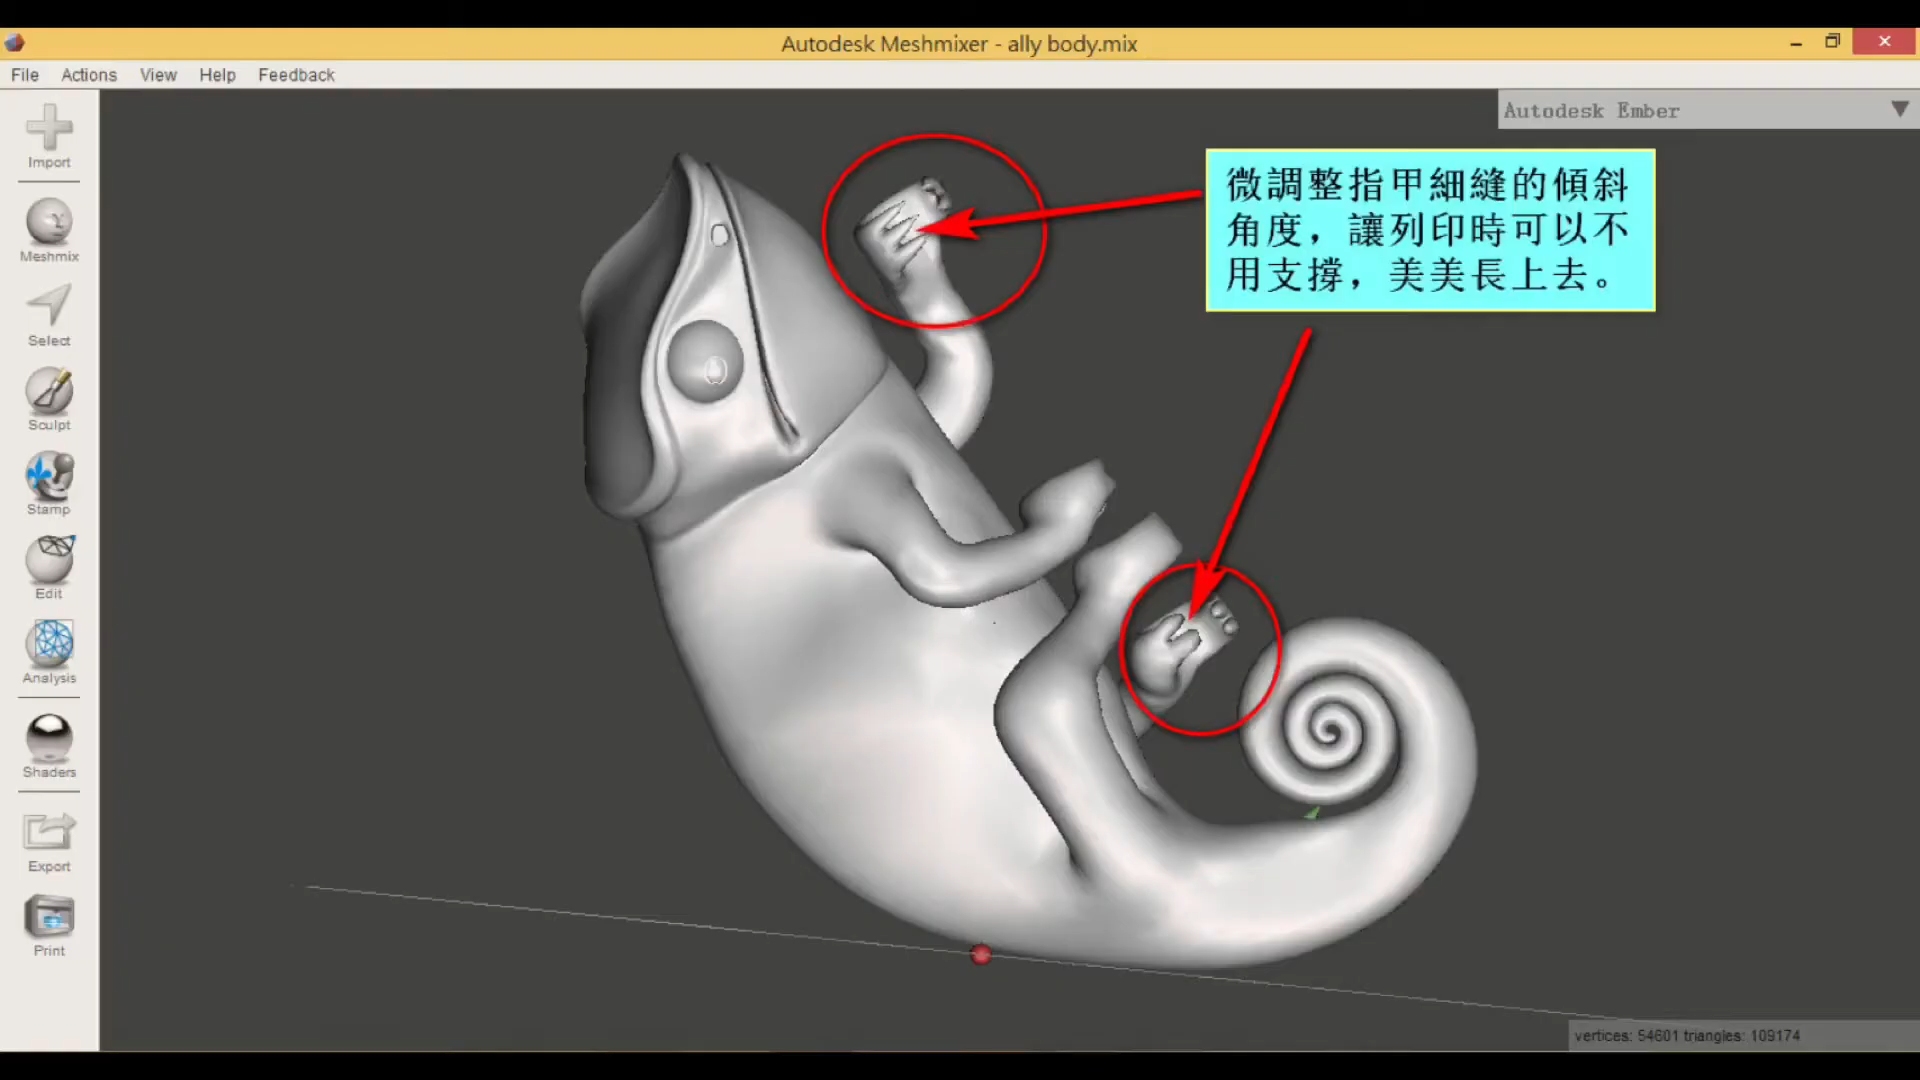 Autodesk Meshmixer - ally body.mix
File Actions View Help Feedback
Import
Meshmix
Select
Sculpt
Stamp
Edit
Analysis
Shaders
Export
Print
Autodesk Ember
微調整指甲細縫的傾斜
角度，讓列印時可以不
用支撐，美美長上去。
vertices: 54601 triangles: 109174